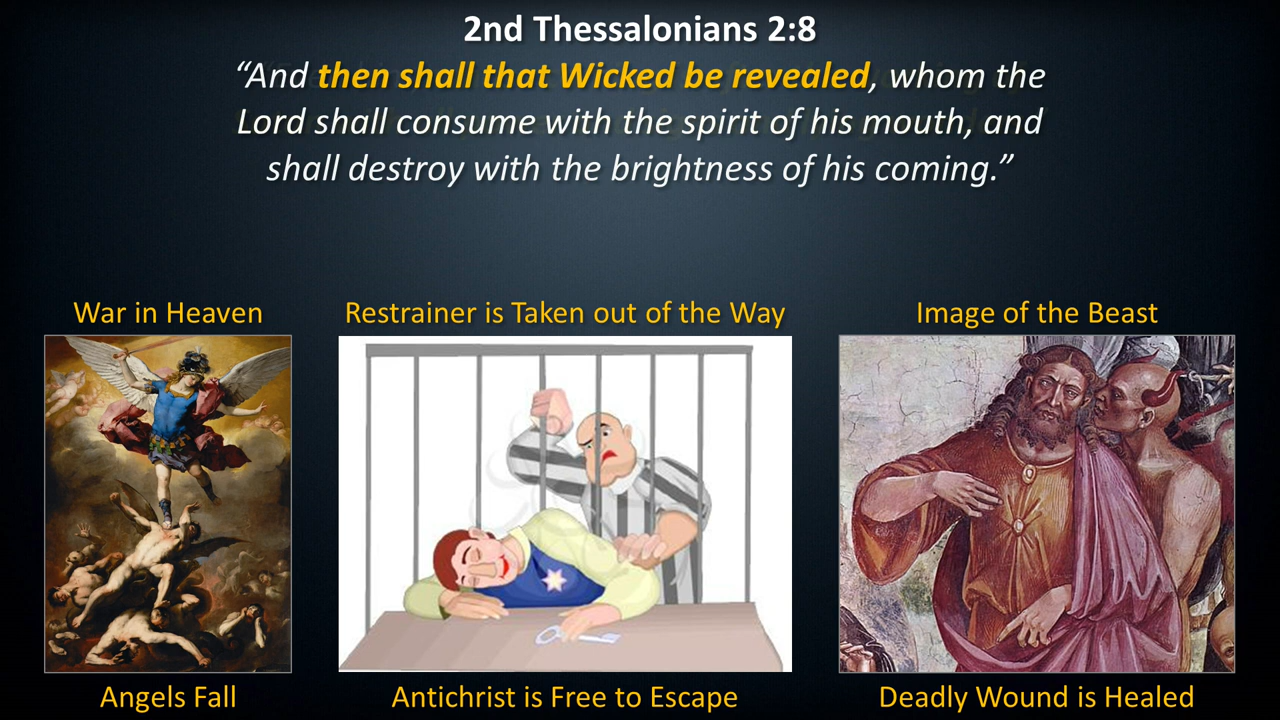 2nd Thessalonians 2:8
“And then shall that Wicked be revealed, whom the
Lord shall consume with the spirit of his mouth, and
shall destroy with the brightness of his coming.”
War in Heaven
Restrainer is Taken out of the Way
Image of the Beast
Angels Fall
Antichrist is Free to Escape
Deadly Wound is Healed